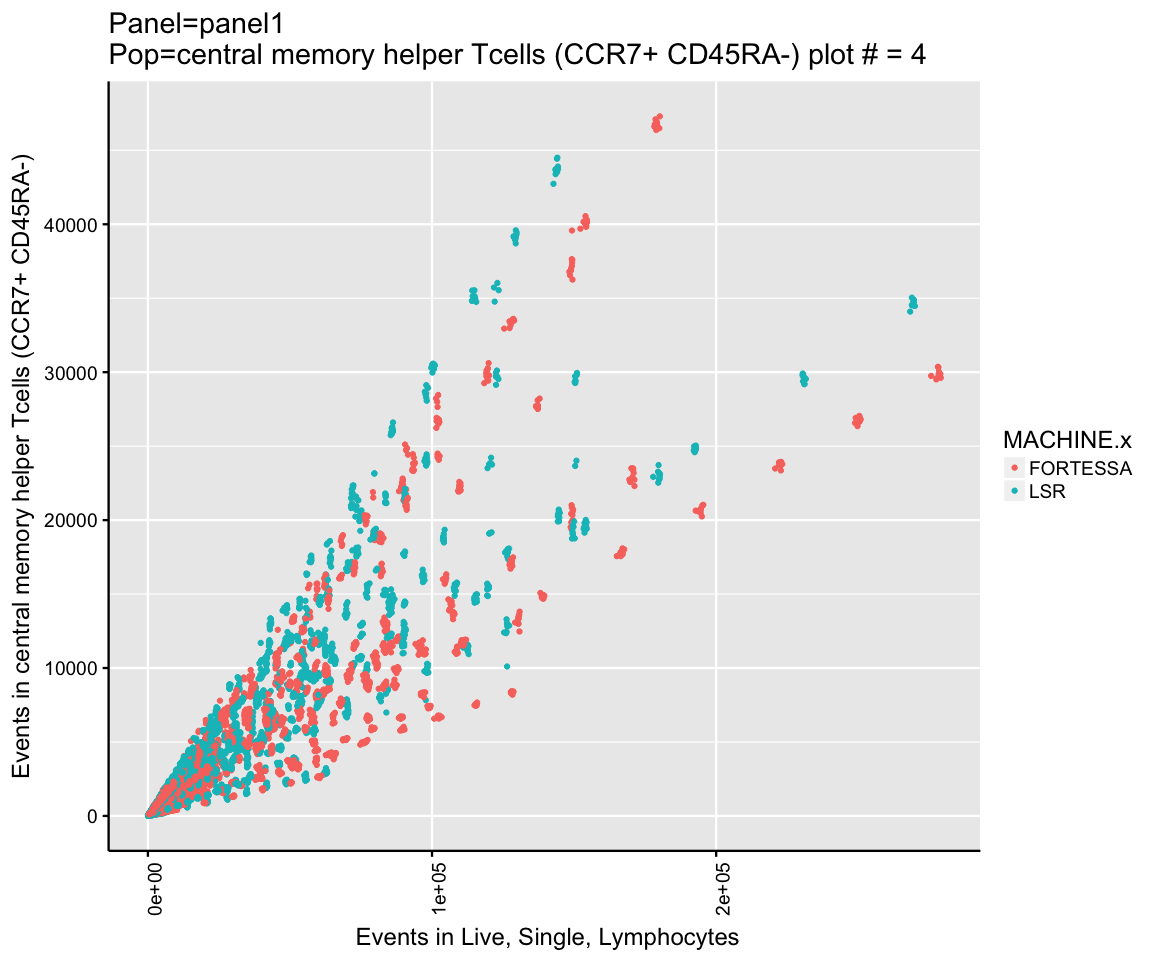 Panel=panel1
Pop=central memory helper Tcells (CCR7+ CD45RA-) plot # = 4
Events in central memory helper Tcells (CCR7+ CD45RA-)
40000
30000
20000
10000
0
0e+00
1e+05
2e+05
Events in Live, Single, Lymphocytes
MACHINE.x
FORTESSA
LSR